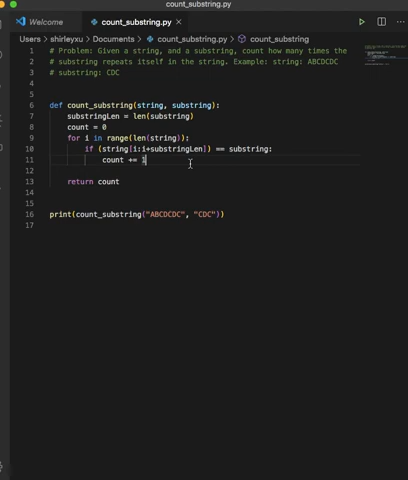 count_substring.py
Welcome
count_substring.py
Users > shirleyxu > Documents > count_substring.py > count_substring
1 # Problem: Given a string, and a substring, count how many times the
2 # substring repeats itself in the string. Example: string: ABCDCDC
3 # substring: CDC
4
5
6 def count_substring(string, substring):
7 substringLen = len(substring)
8 count = 0
9 for i in range(len(string)):
10 if (string[i:i+substringLen]) == substring:
11 count += 1
12
13 return count
14
15
16 print(count_substring("ABCDCDC", "CDC"))
17